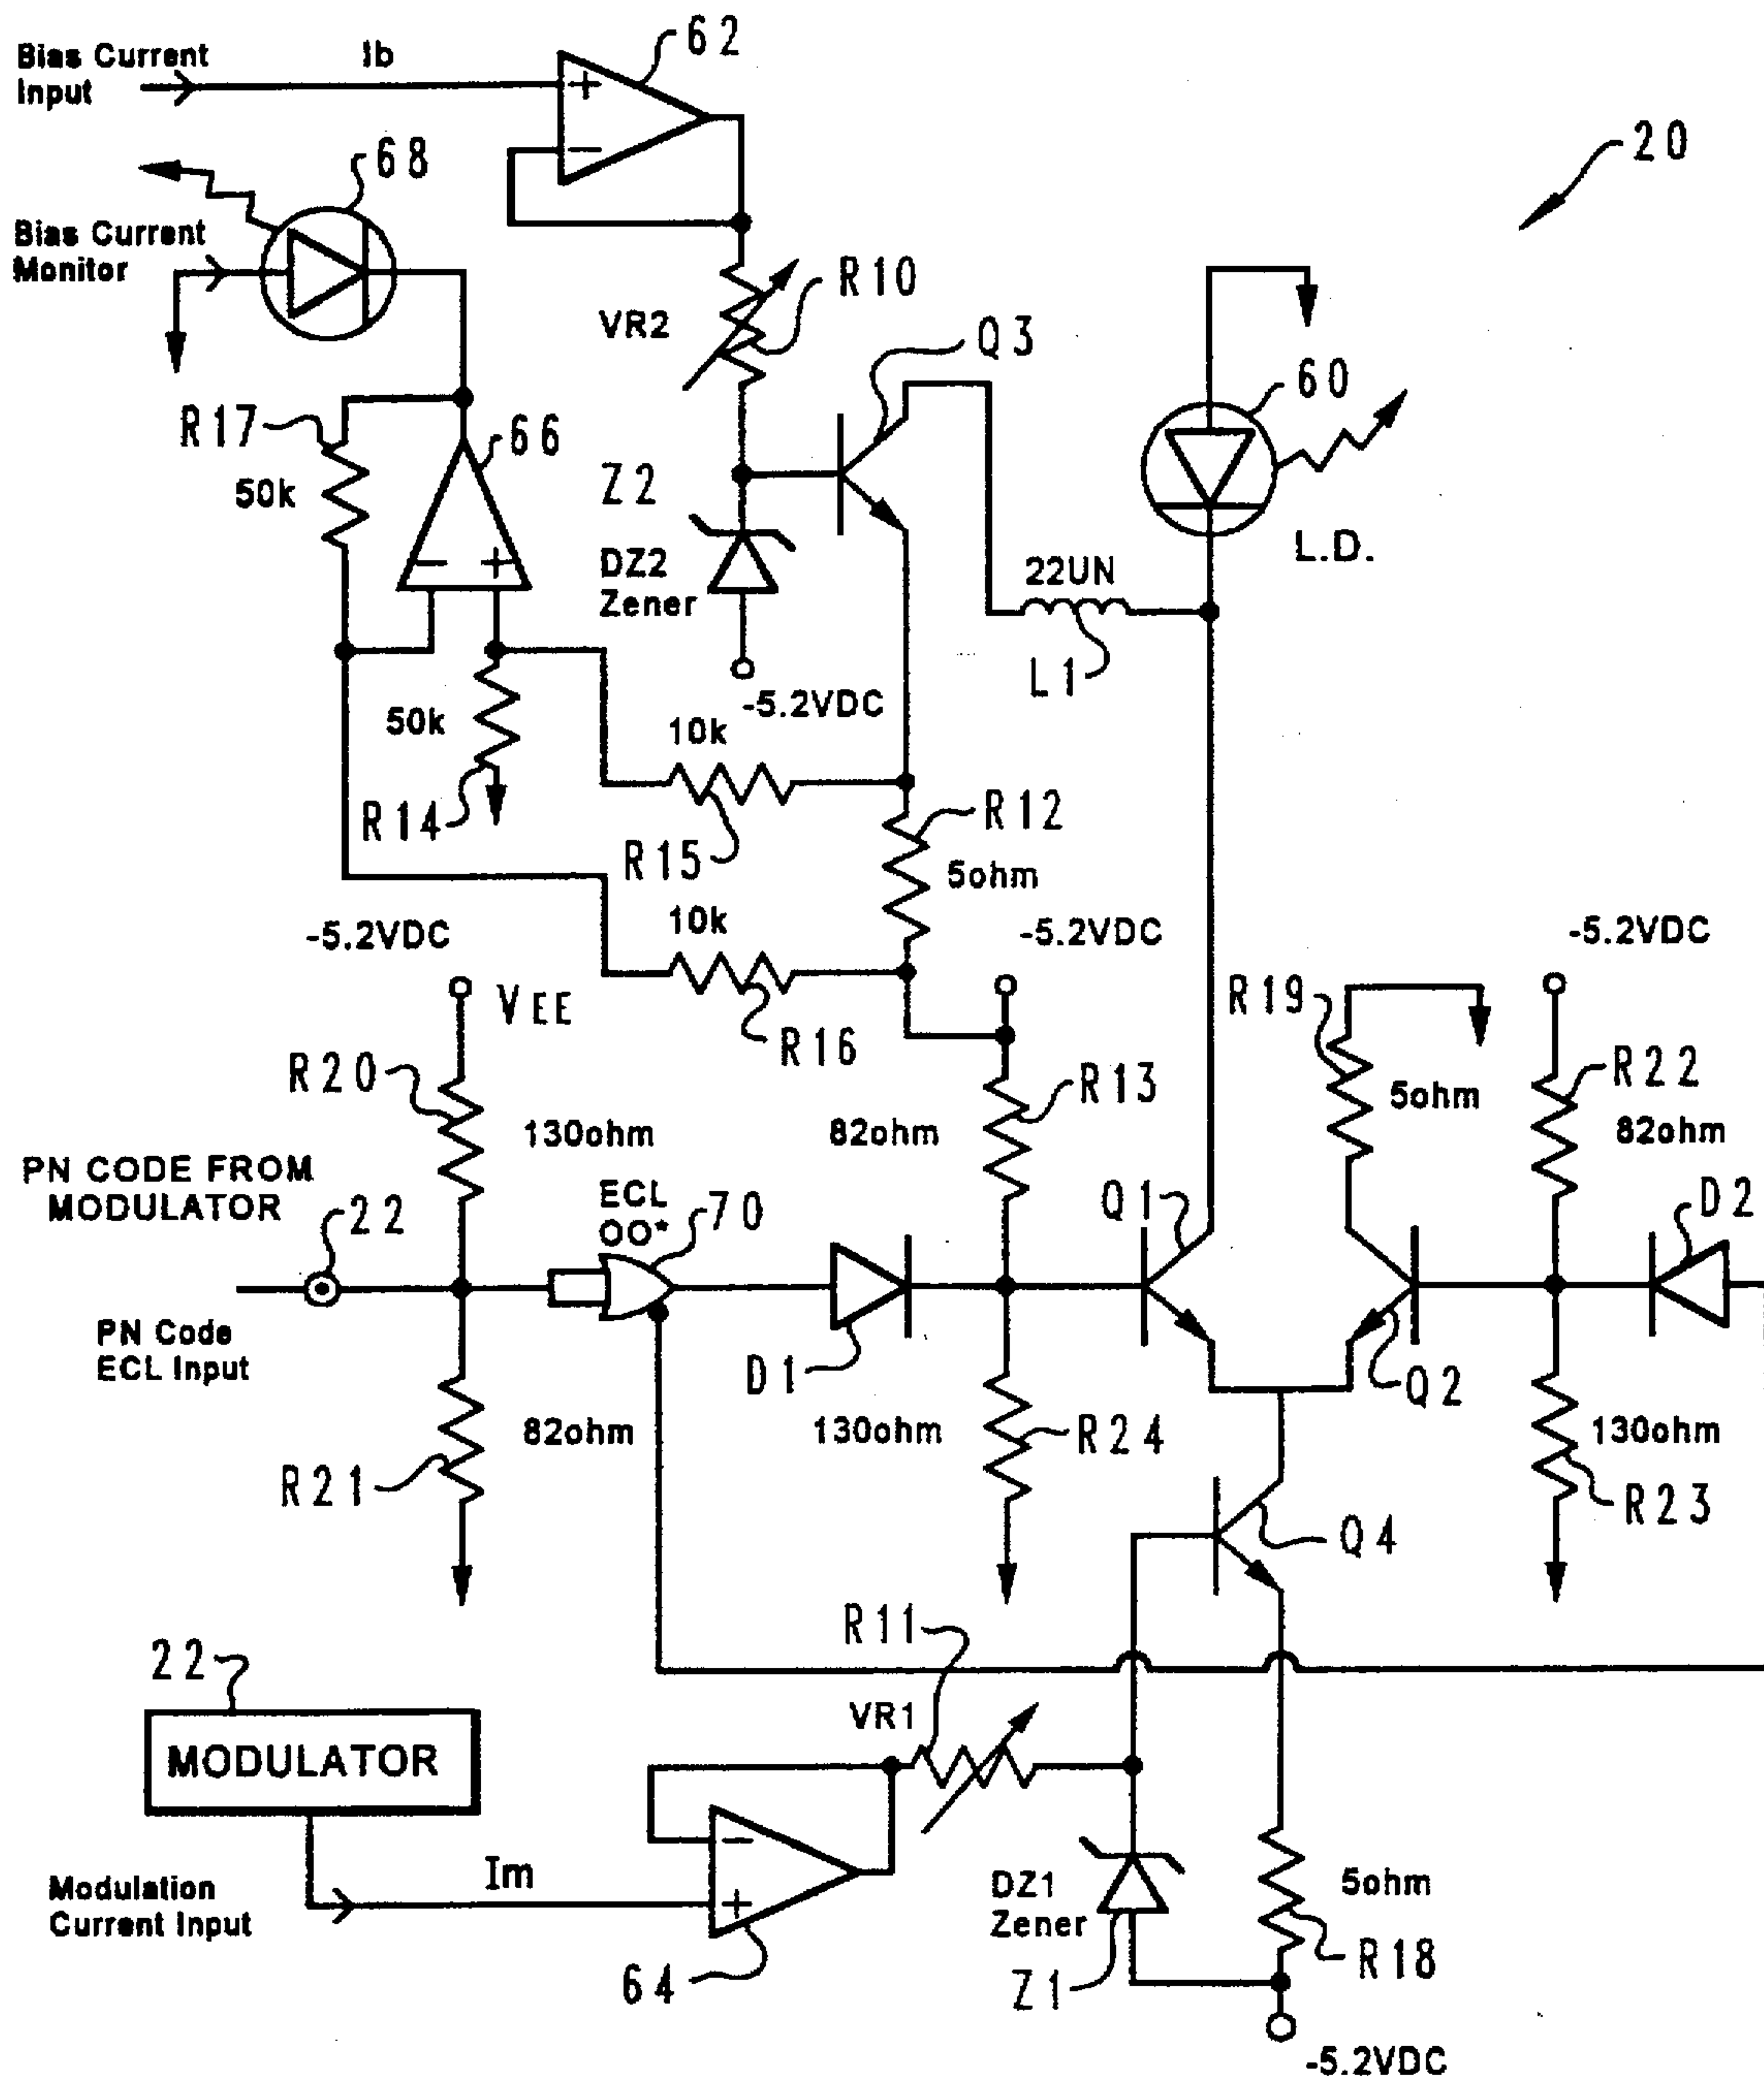 Bias Current
Input
Ib
+
−
62
20
68
Bias Current
Monitor
VR2
R10
Q3
60
L.D.
R17
50k
66
−
+
Z2
DZ2
Zener
-5.2VDC
22UN
L1
50k
R14
10k
R15
R12
5ohm
10k
R16
-5.2VDC
VEE
-5.2VDC
-5.2VDC
R20
130ohm
R13
82ohm
R19
5ohm
R22
82ohm
PN CODE FROM
MODULATOR
22
ECL
OO*
70
Q1
D2
PN Code
ECL Input
D1
Q2
R21
82ohm
130ohm
R24
130ohm
R23
Q4
R11
VR1
22
MODULATOR
Modulation
Current Input
Im
−
+
64
DZ1
Zener
Z1
5ohm
R18
-5.2VDC